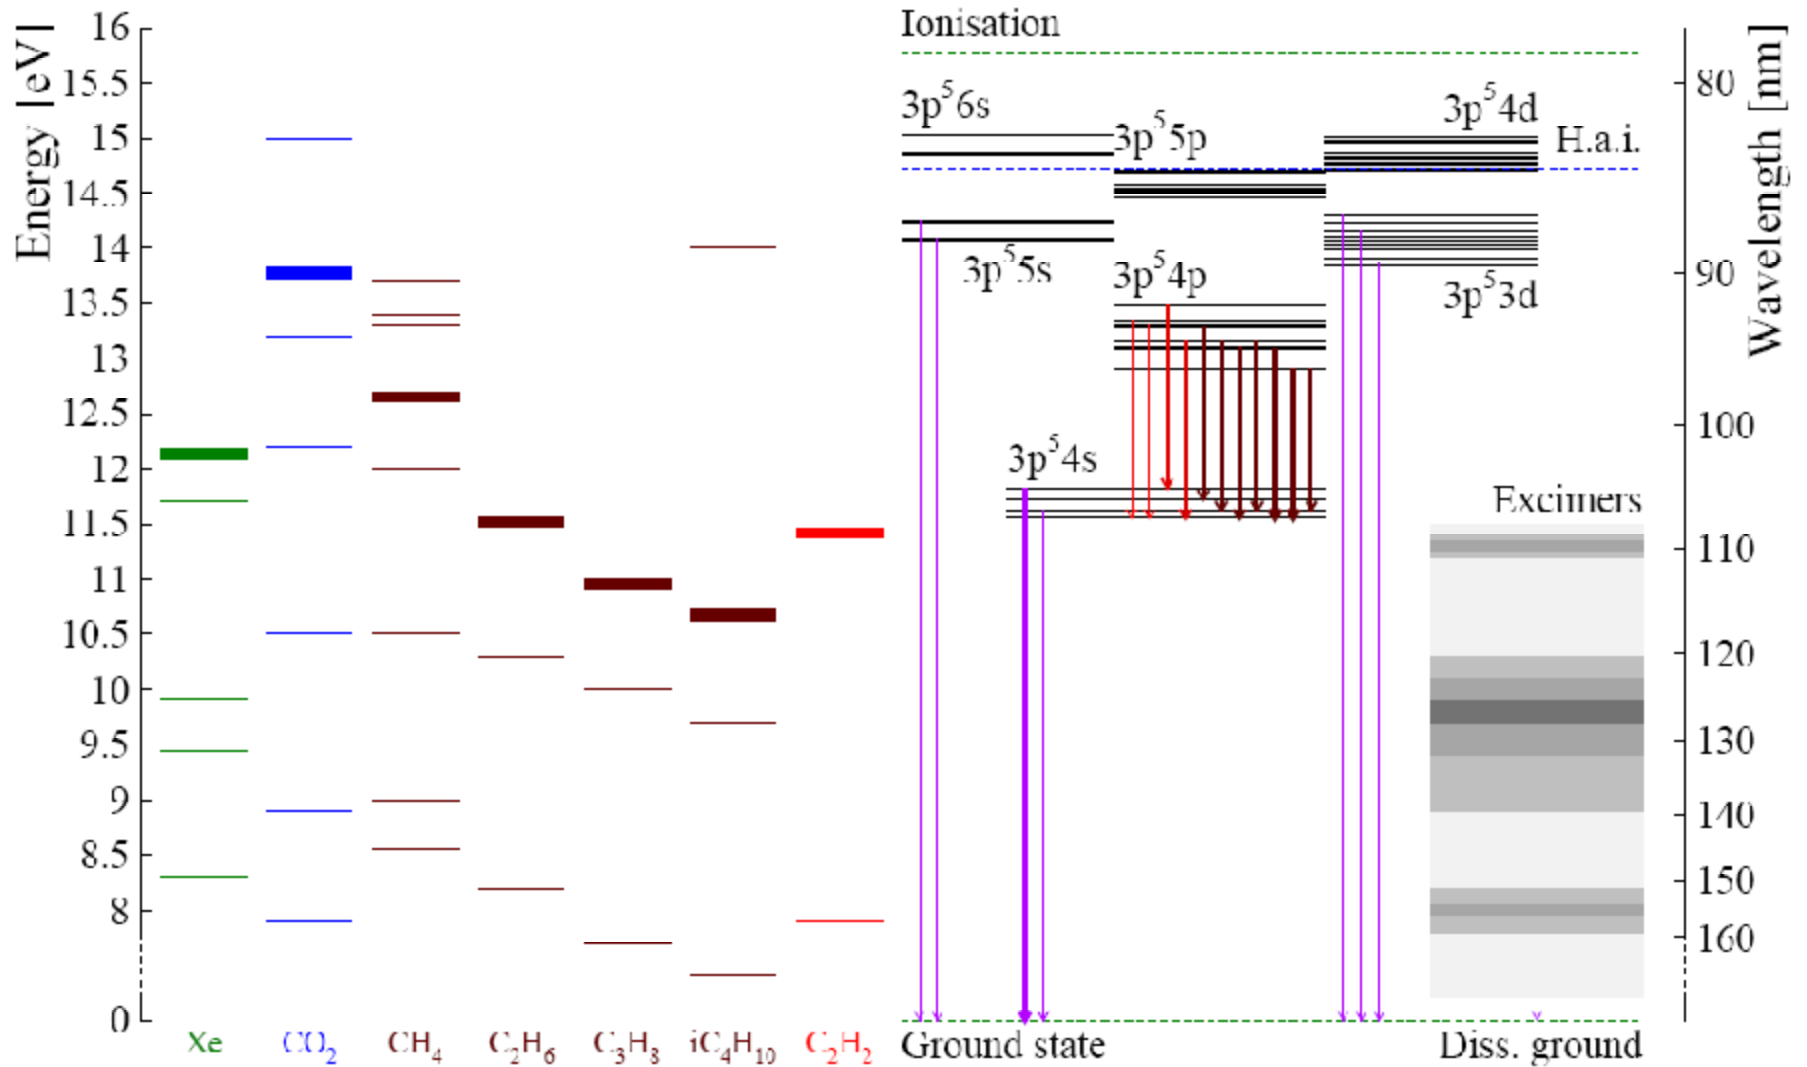 Energy [eV]
16
15.5
15
14.5
14
13.5
13
12.5
12
11.5
11
10.5
10
9.5
9
8.5
8
0
Xe
CO₂
CH₄
C₂H₆
C₃H₈
iC₄H₁₀
C₂H₂
Ionisation
3p⁵6s
3p⁵5p
3p⁵4d
H.a.i.
3p⁵5s
3p⁵4p
3p⁵3d
3p⁵4s
Excimers
Ground state
Diss. ground
Wavelength [nm]
80
90
100
110
120
130
140
150
160